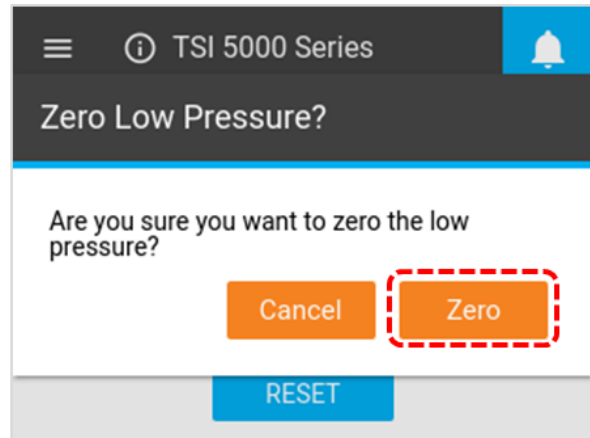 TSI 5000 Series
Zero Low Pressure?
Are you sure you want to zero the low
pressure?
Cancel Zero
RESET